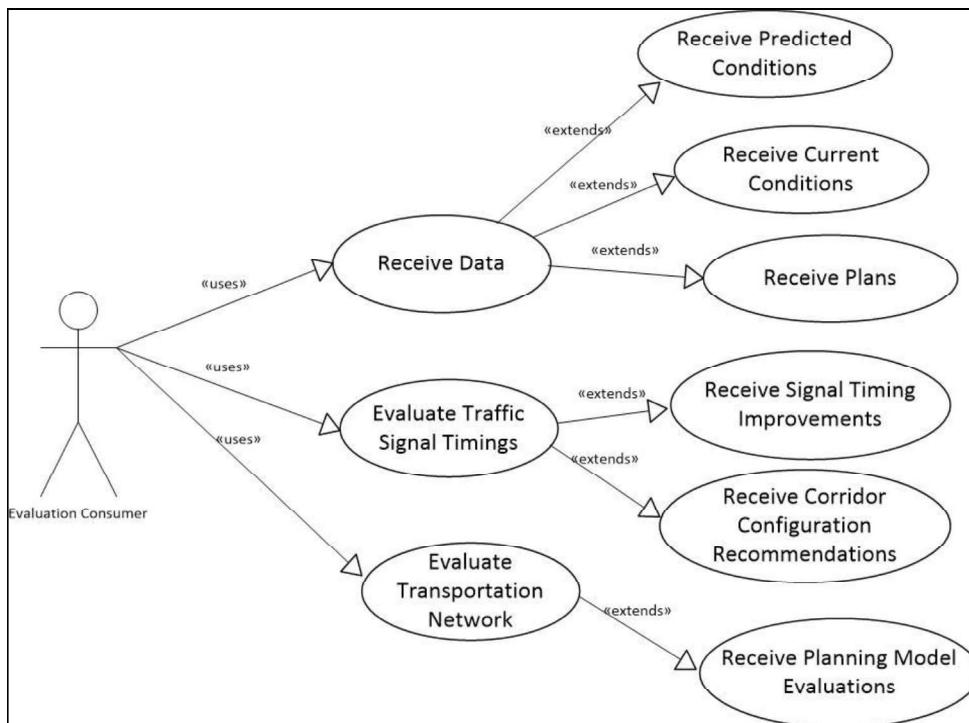 Receive Predicted
Conditions
«extends»
Receive Current
Conditions
«extends»
«extends»
Receive Data
Receive Plans
«uses»
«uses»
Evaluate Traffic
Signal Timings
«extends»
Receive Signal Timing
Improvements
«uses»
«extends»
Receive Corridor
Configuration
Recommendations
Evaluation Consumer
Evaluate
Transportation
Network
«extends»
Receive Planning Model
Evaluations